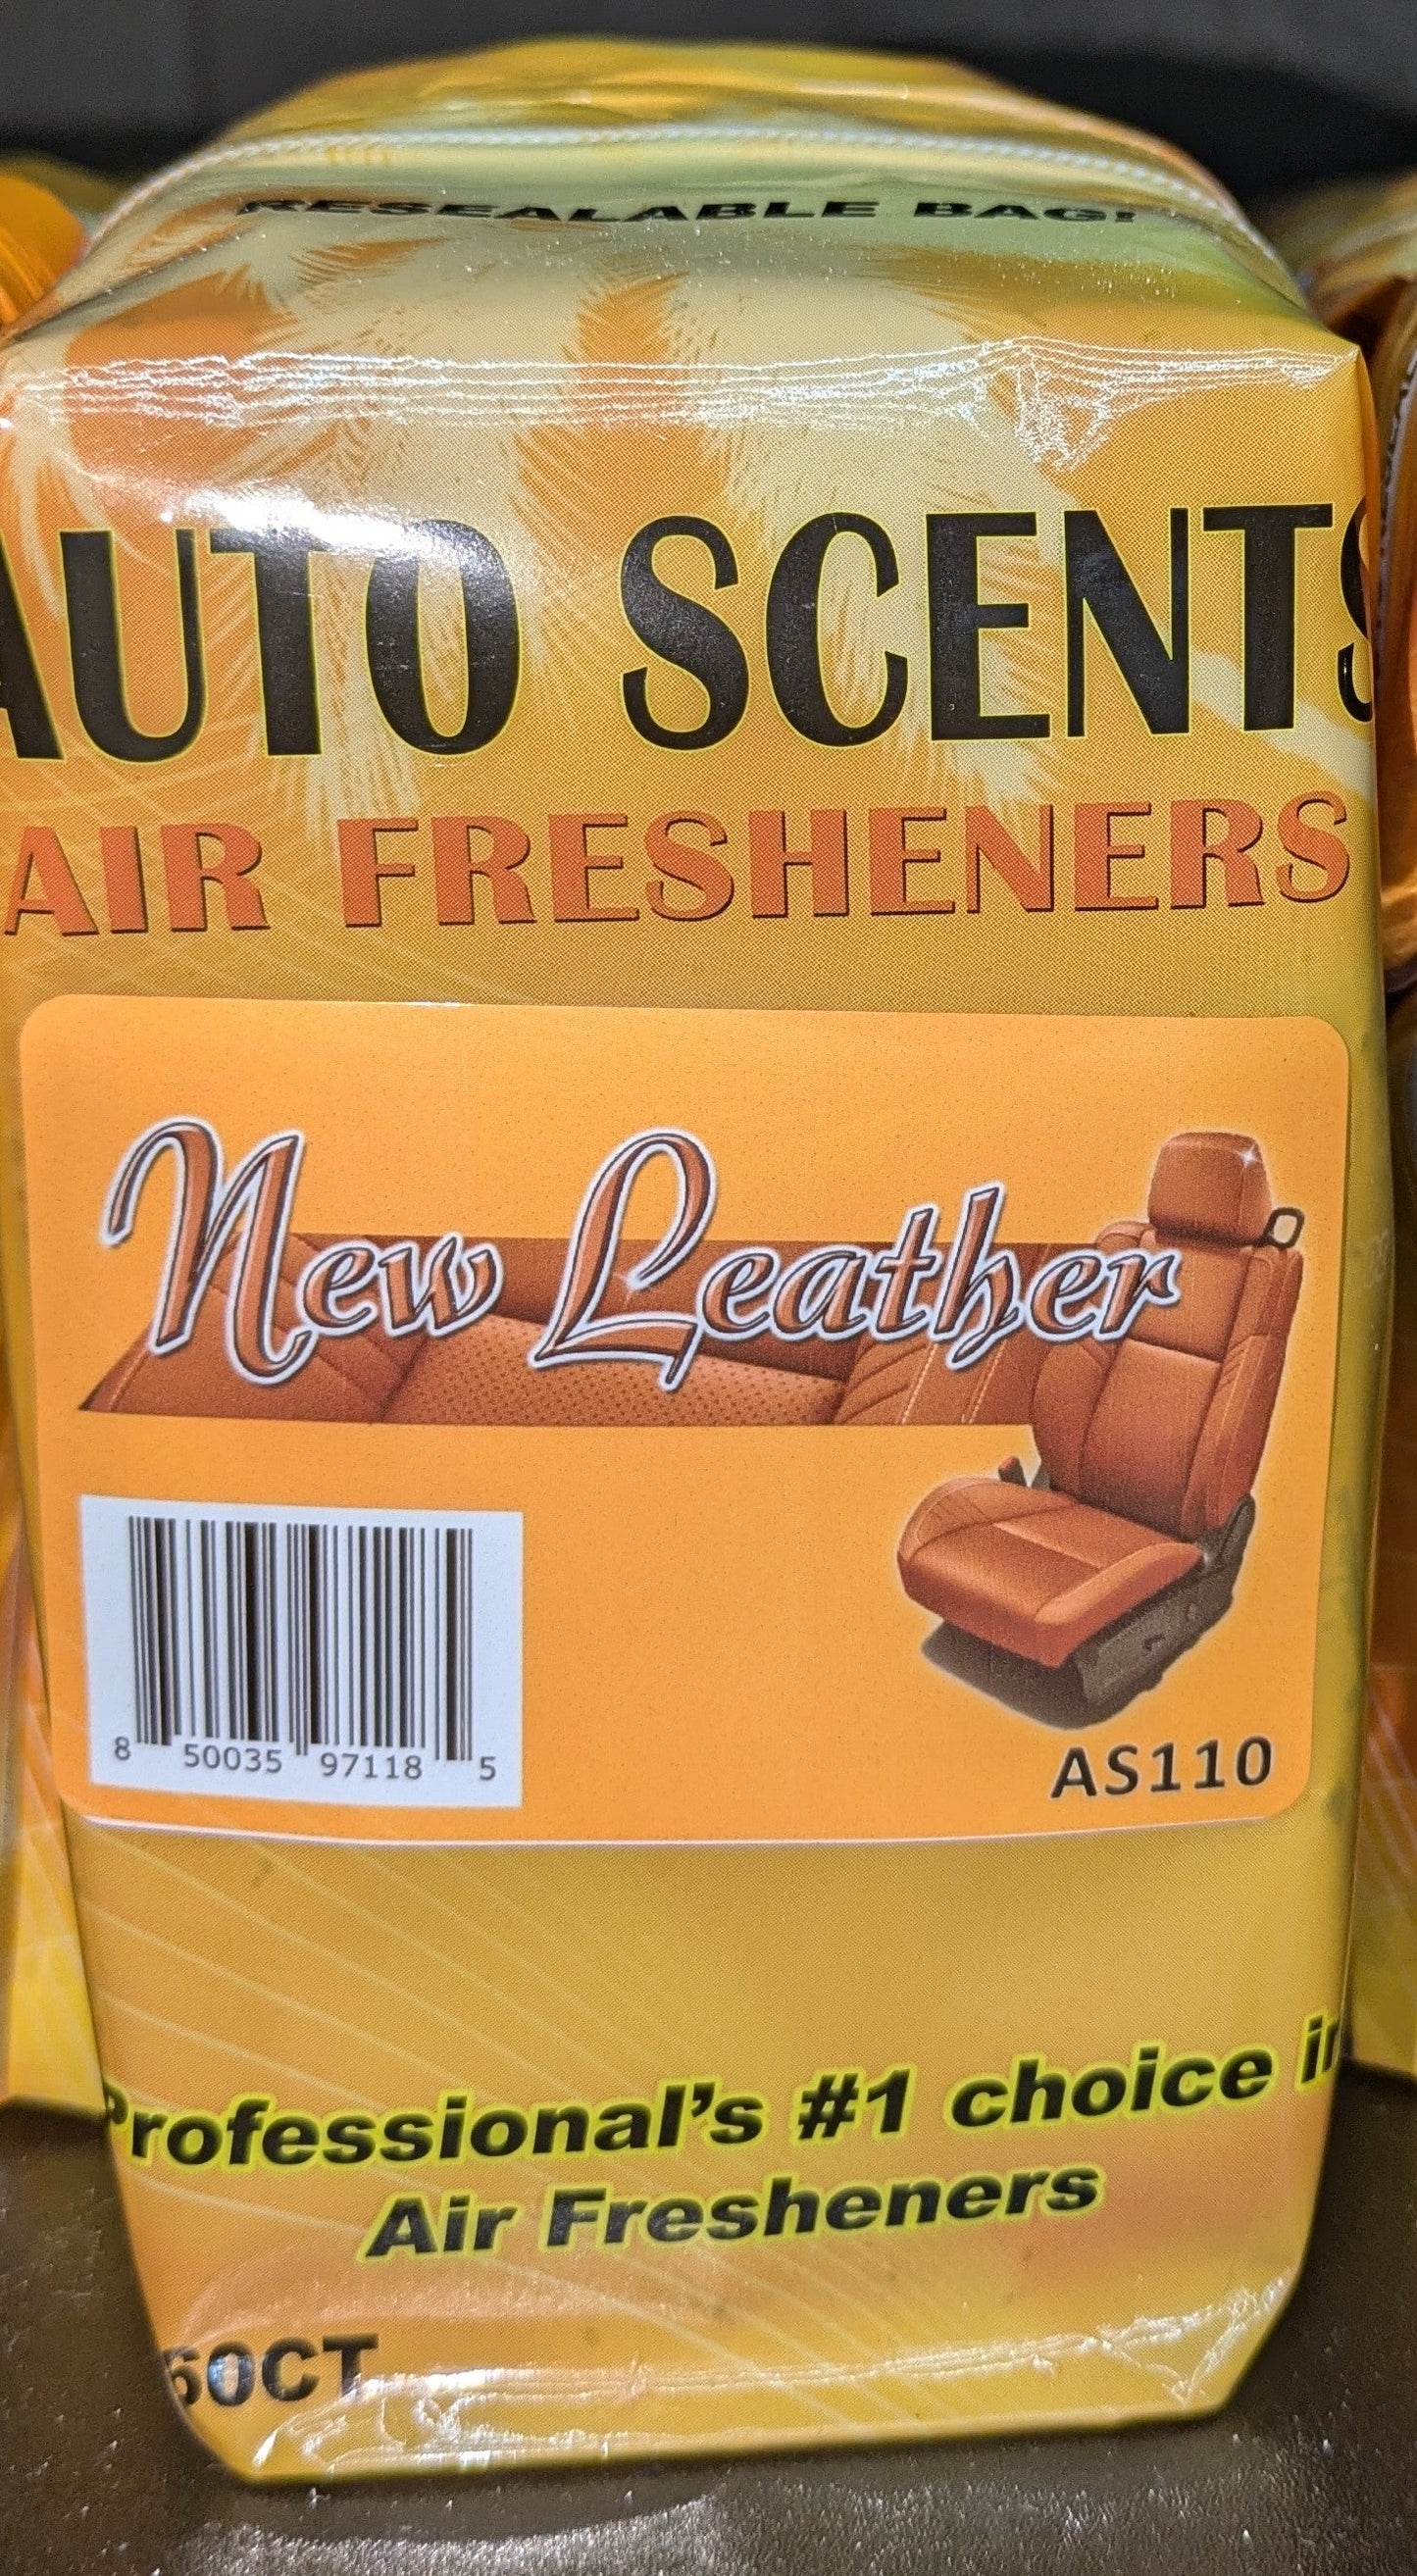 RESEALABLE BAG!
AUTO SCENTS
AIR FRESHENERS
New Leather
8 50035 97118 5
AS110
Professional's #1 choice in
Air Fresheners
60CT